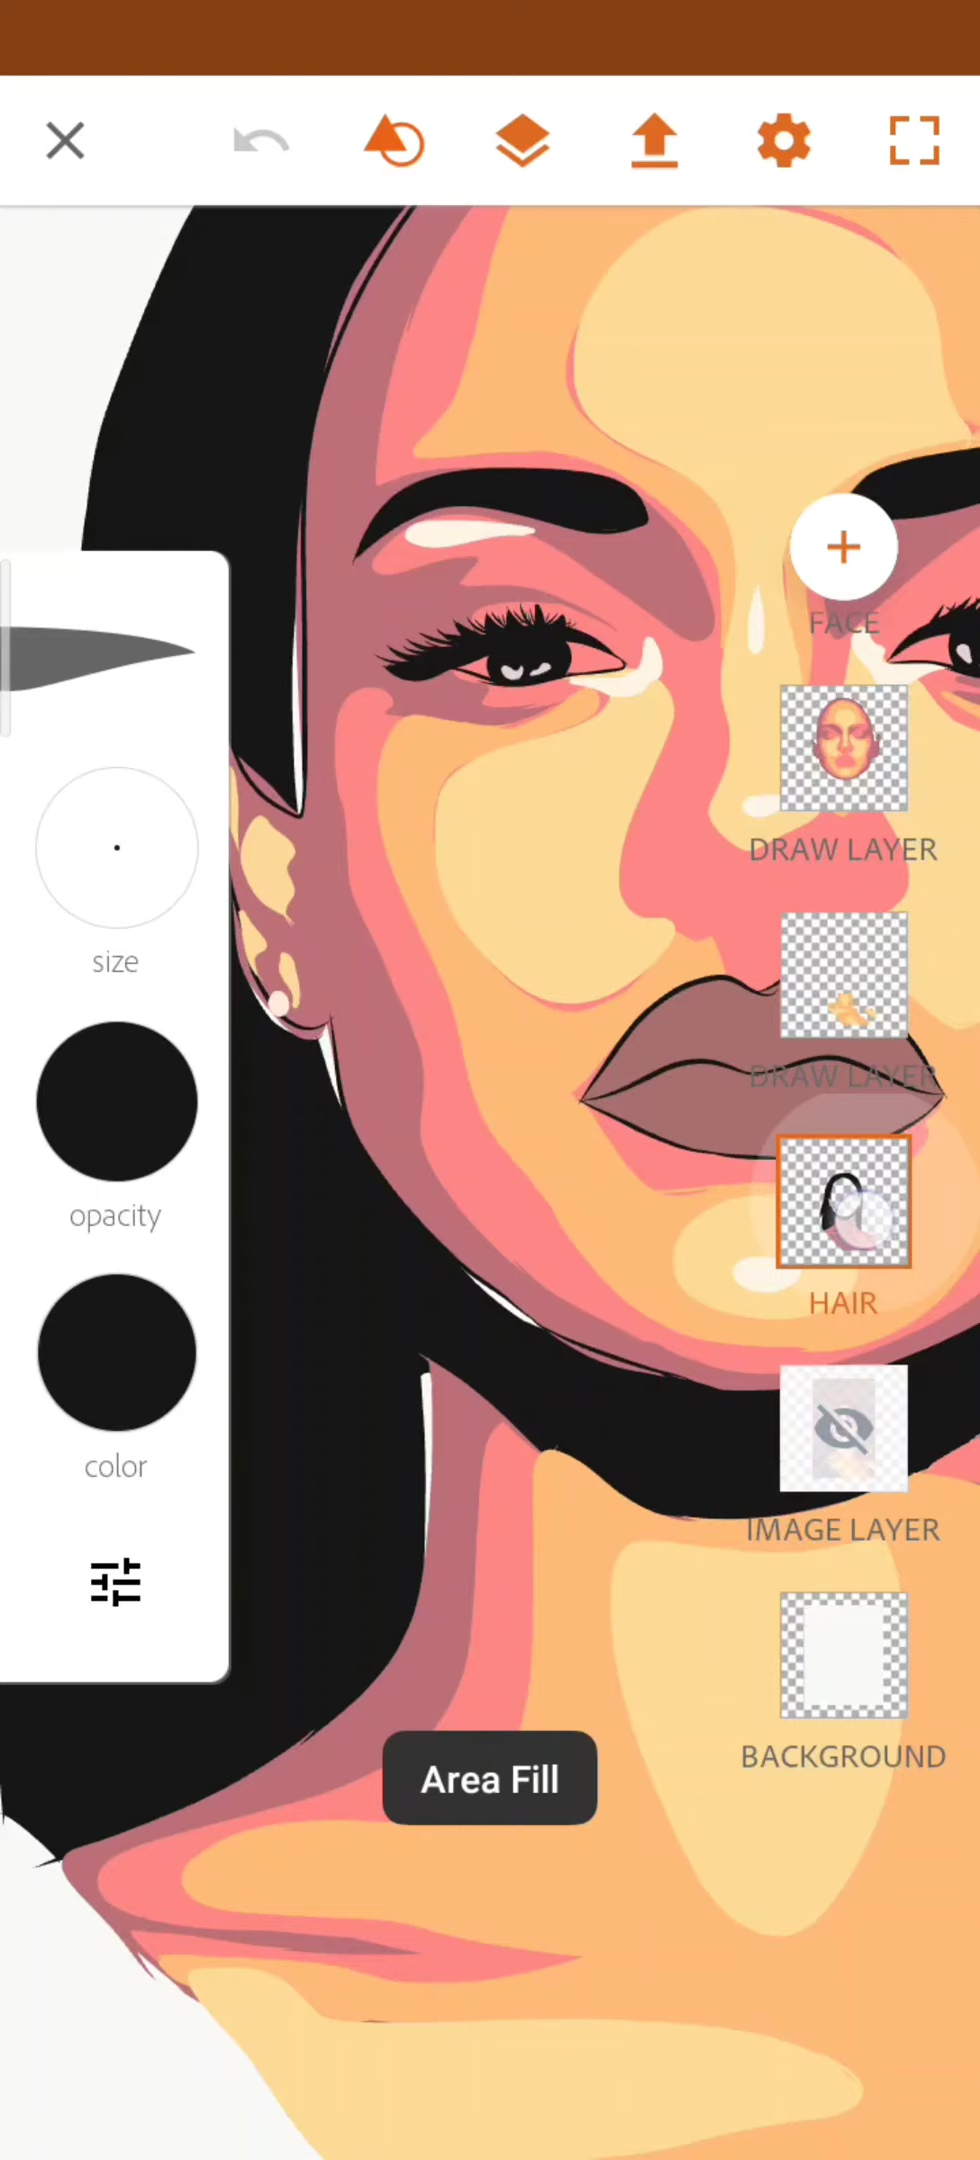 FACE
DRAW LAYER
size
DRAW LAYER
opacity
HAIR
color
IMAGE LAYER
BACKGROUND
Area Fill